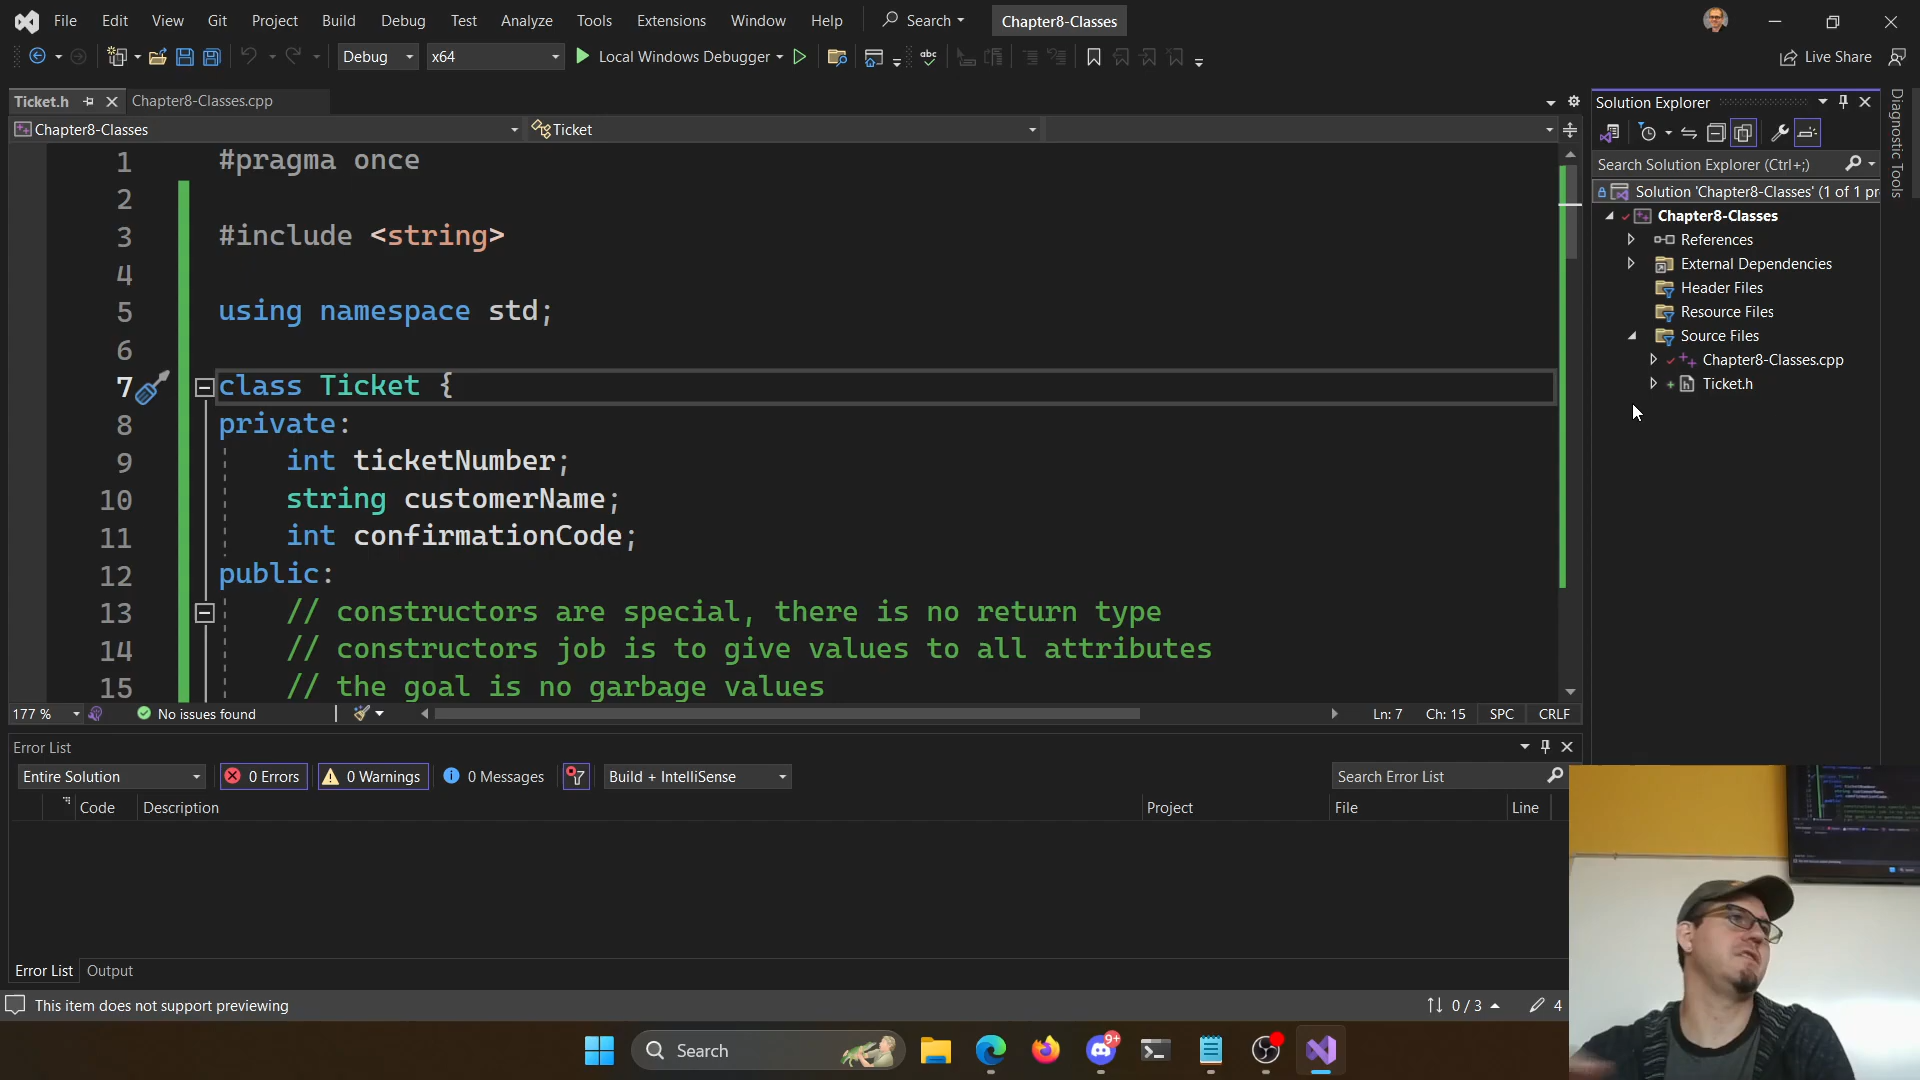 File Edit View Git Project Build Debug Test Analyze Tools Extensions Window Help Search Chapter8-Classes
Debug x64 Local Windows Debugger abc Live Share
Ticket.h Chapter8-Classes.cpp
Chapter8-Classes Ticket
1 #pragma once
2
3 #include <string>
4
5 using namespace std;
6
7 class Ticket {
8 private:
9 int ticketNumber;
10 string customerName;
11 int confirmationCode;
12 public:
13 // constructors are special, there is no return type
14 // constructors job is to give values to all attributes
15 // the goal is no garbage values
177 % No issues found Ln: 7 Ch: 15 SPC CRLF
Solution Explorer
Search Solution Explorer (Ctrl+;)
Solution 'Chapter8-Classes' (1 of 1 pr
Chapter8-Classes
References
External Dependencies
Header Files
Resource Files
Source Files
Chapter8-Classes.cpp
Ticket.h
Diagnostic Tools
Error List
Entire Solution 0 Errors 0 Warnings 0 Messages Build + IntelliSense Search Error List
Code Description Project File Line
Error List Output
This item does not support previewing 0 / 3 4
Search 9+